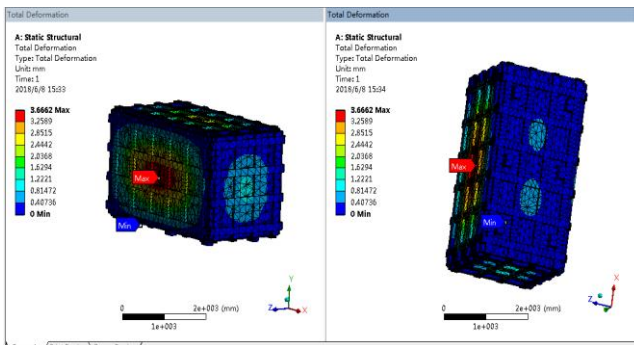 Total Deformation
A: Static Structural
Total Deformation
Type: Total Deformation
Unit: mm
Time: 1
2018/6/8 15:33
3.6662 Max
3.2589
2.8515
2.4442
2.0368
1.6294
1.2221
0.81472
0.40736
0 Min
Max
Min
0
2e+003 (mm)
1e+003
Y
Z
X
Total Deformation
A: Static Structural
Total Deformation
Type: Total Deformation
Unit: mm
Time: 1
2018/6/8 15:34
3.6662 Max
3.2589
2.8515
2.4442
2.0368
1.6294
1.2221
0.81472
0.40736
0 Min
Max
Min
0
2e+003 (mm)
1e+003
Z
X